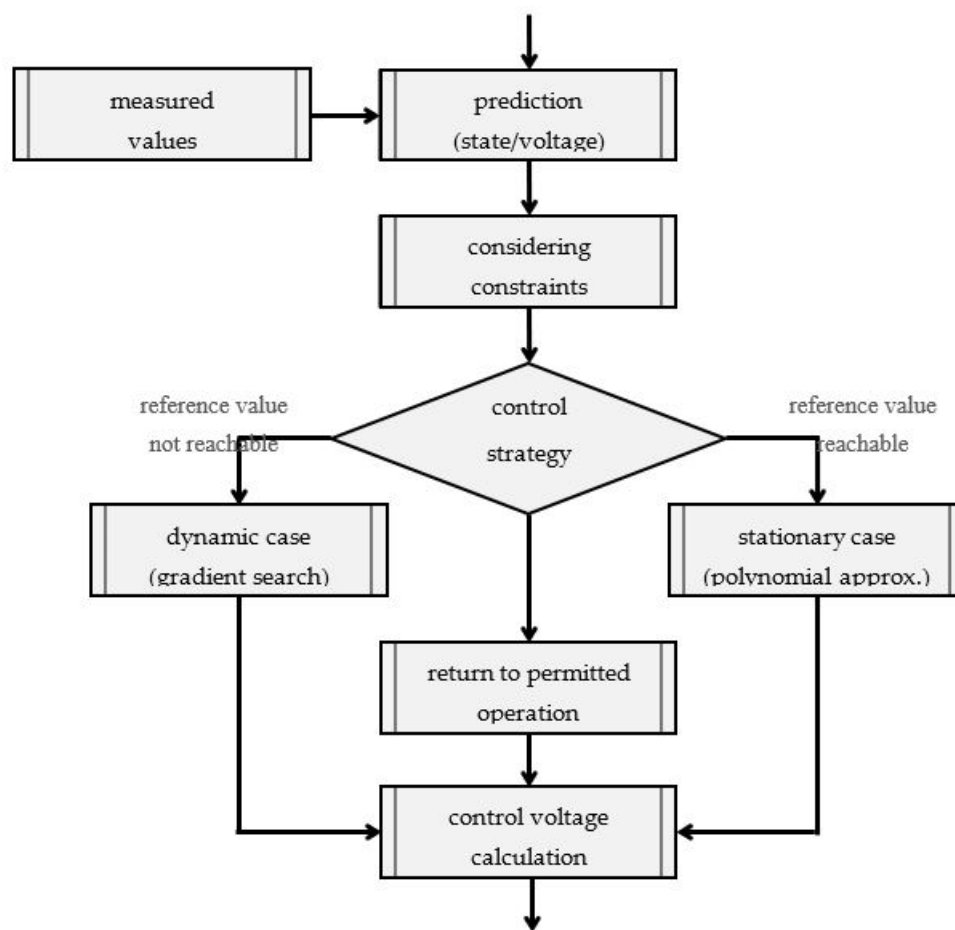 measured
values
prediction
(state/voltage)
considering
constraints
reference value
not reachable
control
strategy
reference value
reachable
dynamic case
(gradient search)
stationary case
(polynomial approx.)
return to permitted
operation
control voltage
calculation